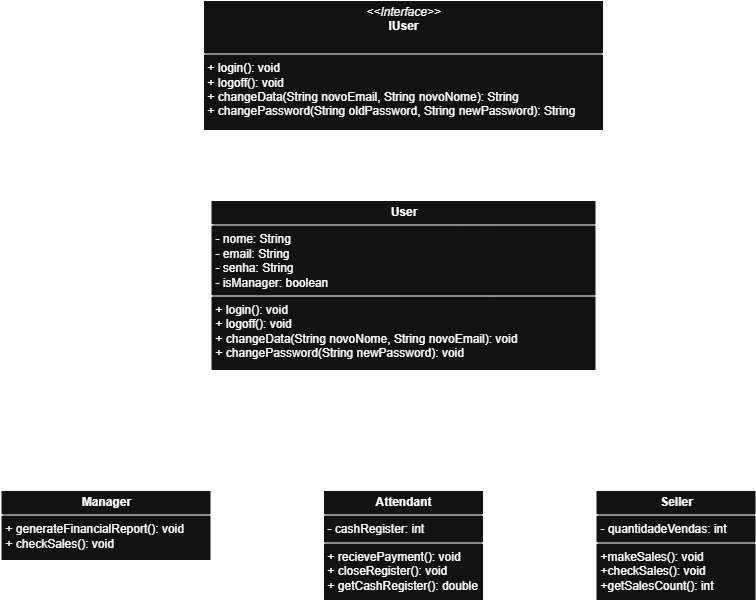 <<Interface>>
IUser
+ login(): void
+ logoff(): void
+ changeData(String novoEmail, String novoNome): String
+ changePassword(String oldPassword, String newPassword): String
User
- nome: String
- email: String
- senha: String
- isManager: boolean
+ login(): void
+ logoff(): void
+ changeData(String novoNome, String novoEmail): void
+ changePassword(String newPassword): void
Manager
+ generateFinancialReport(): void
+ checkSales(): void
Attendant
- cashRegister: int
+ recievePayment(): void
+ closeRegister(): void
+ getCashRegister(): double
Seller
- quantidadeVendas: int
+makeSales(): void
+checkSales(): void
+getSalesCount(): int